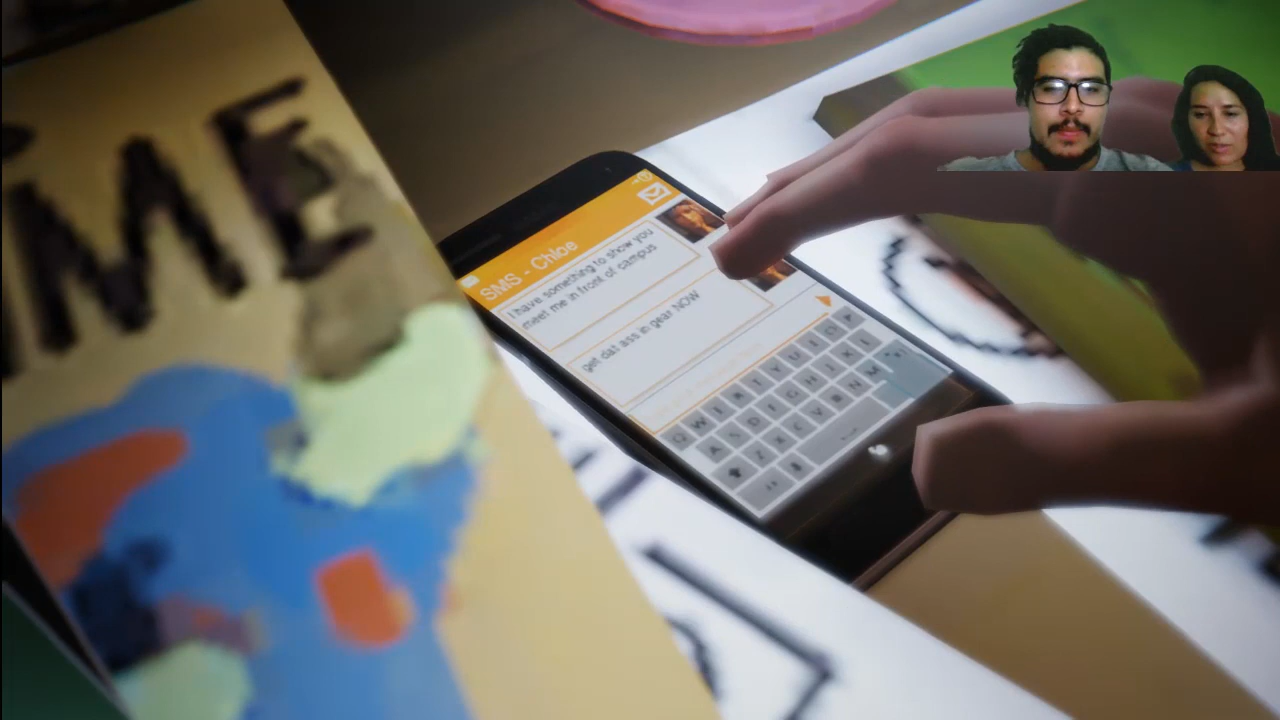 ME
SMS - Chloe
I have something to show you
meet me in front of campus
get dat ass in gear NOW
Q W E R T Y U I O P
A S D F G H J K L
Z X C V B N M